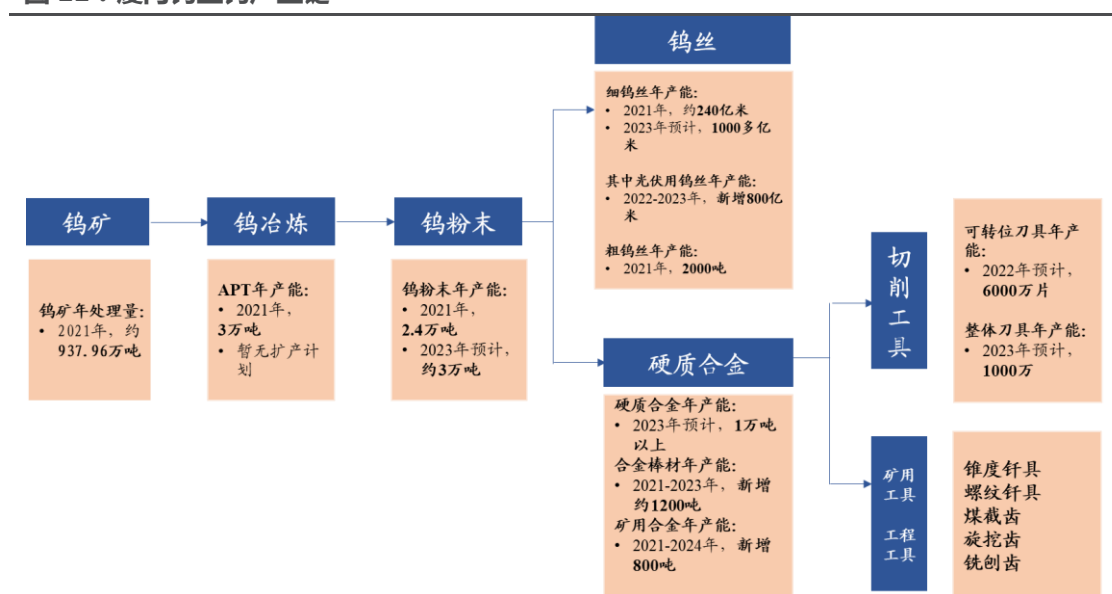 钨丝
细钨丝年产能:
• 2021年，约240亿米
• 2023年预计，1000多亿
米
其中光伏用钨丝年产能:
• 2022-2023年，新增800亿
米
粗钨丝年产能:
• 2021年，2000吨
钨矿
钨矿年处理量:
• 2021年，约
937.96万吨
钨冶炼
APT年产能:
• 2021年，
3万吨
• 暂无扩产计
划
钨粉末
钨粉末年产能:
• 2021年，
2.4万吨
• 2023年预计，
约3万吨
硬质合金
硬质合金年产能:
• 2023年预计，1万吨
以上
合金棒材年产能:
• 2021-2023年，新增
约1200吨
矿用合金年产能:
• 2021-2024年，新增
800吨
切
削
工
具
可转位刀具年产
能:
• 2022年预计，
6000万片
整体刀具年产能:
• 2023年预计，
1000万
矿用
工具
工程
工具
锥度钎具
螺纹钎具
煤截齿
旋挖齿
铣刨齿